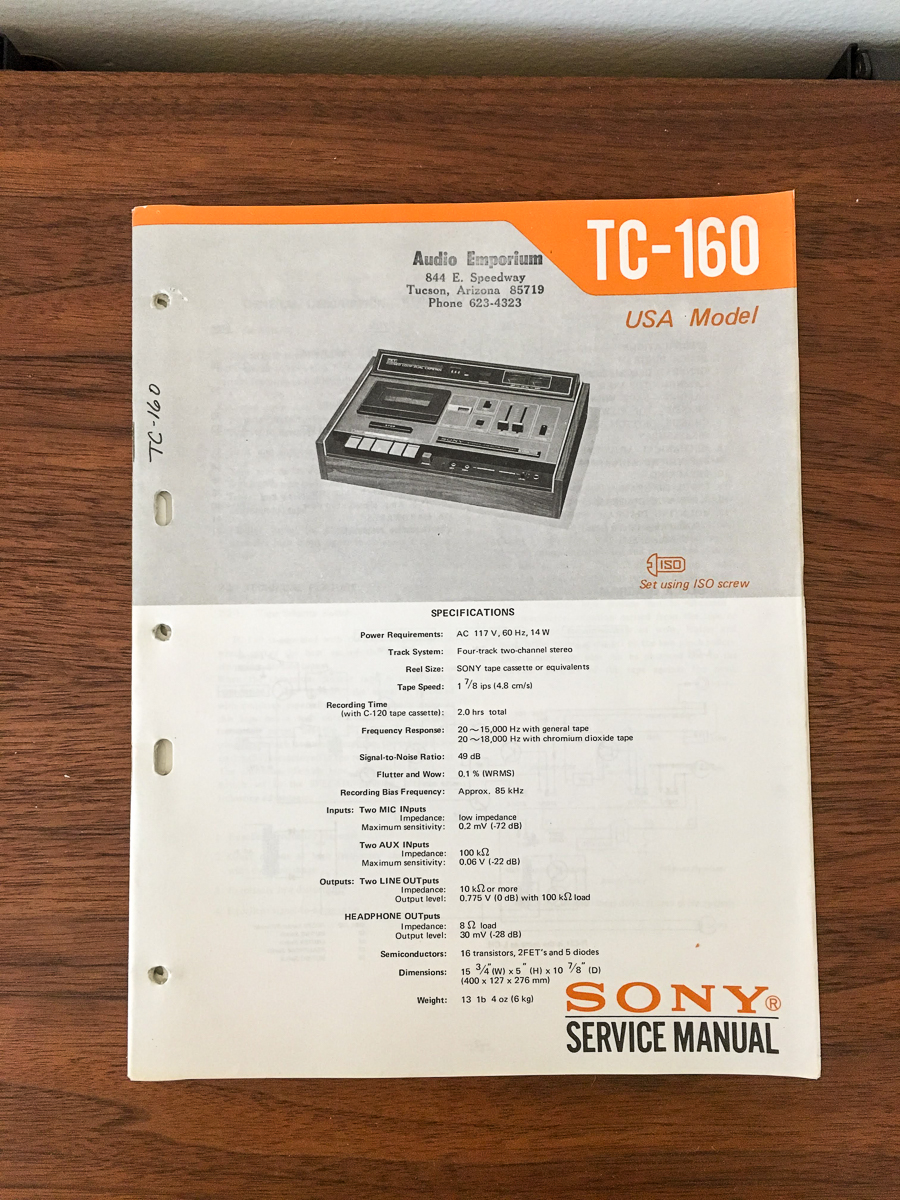 TC-160
USA Model
Audio Emporium
844 E. Speedway
Tucson, Arizona 85719
Phone 623-4323
TC-160
SONY
ISO
Set using ISO screw
SPECIFICATIONS
Power Requirements: AC 117 V, 60 Hz, 14 W
Track System: Four-track two-channel stereo
Reel Size: SONY tape cassette or equivalents
Tape Speed: 1 7/8 ips (4.8 cm/s)
Recording Time
(with C-120 tape cassette): 2.0 hrs total
Frequency Response: 20 ～15,000 Hz with general tape
20 ～18,000 Hz with chromium dioxide tape
Signal-to-Noise Ratio: 49 dB
Flutter and Wow: 0.1 % (WRMS)
Recording Bias Frequency: Approx. 85 kHz
Inputs: Two MIC INputs
Impedance: low impedance
Maximum sensitivity: 0.2 mV (-72 dB)
Two AUX INputs
Impedance: 100 kΩ
Maximum sensitivity: 0.06 V (-22 dB)
Outputs: Two LINE OUTputs
Impedance: 10 kΩ or more
Output level: 0.775 V (0 dB) with 100 kΩ load
HEADPHONE OUTputs
Impedance: 8 Ω load
Output level: 30 mV (-28 dB)
Semiconductors: 16 transistors, 2FET's and 5 diodes
Dimensions: 15 3/4" (W) x 5" (H) x 10 7/8" (D)
(400 x 127 x 276 mm)
Weight: 13 1b 4 oz (6 kg)
SONY®
SERVICE MANUAL